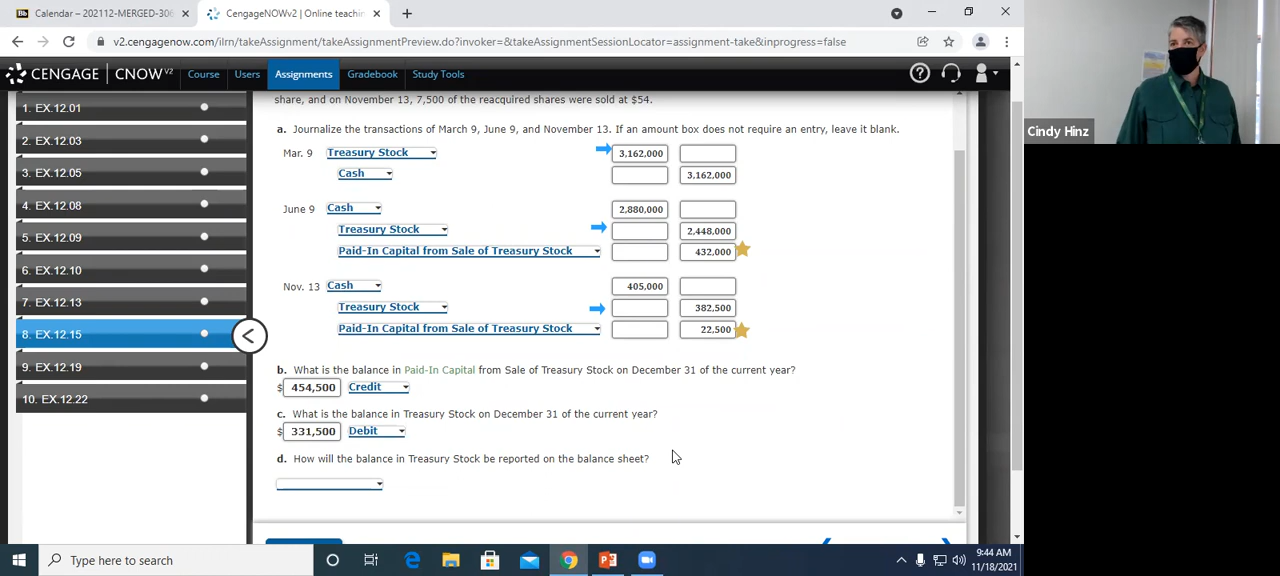 Calendar – 202112-MERGED-306
CengageNOWv2 | Online teachin
v2.cengagenow.com/ilrn/takeAssignment/takeAssignmentPreview.do?invoker=&takeAssignmentSessionLocator=assignment-take&inprogress=false
CENGAGE | CNOWV2 Course Users Assignments Gradebook Study Tools
Cindy Hinz
1. EX.12.01
2. EX.12.03
3. EX.12.05
4. EX.12.08
5. EX.12.09
6. EX.12.10
7. EX.12.13
8. EX.12.15
9. EX.12.19
10. EX.12.22
share, and on November 13, 7,500 of the reacquired shares were sold at $54.
a. Journalize the transactions of March 9, June 9, and November 13. If an amount box does not require an entry, leave it blank.
Mar. 9 Treasury Stock 3,162,000
Cash 3,162,000
June 9 Cash 2,880,000
Treasury Stock 2,448,000
Paid-In Capital from Sale of Treasury Stock 432,000
Nov. 13 Cash 405,000
Treasury Stock 382,500
Paid-In Capital from Sale of Treasury Stock 22,500
b. What is the balance in Paid-In Capital from Sale of Treasury Stock on December 31 of the current year?
$ 454,500 Credit
c. What is the balance in Treasury Stock on December 31 of the current year?
$ 331,500 Debit
d. How will the balance in Treasury Stock be reported on the balance sheet?
Type here to search
9:44 AM
11/18/2021